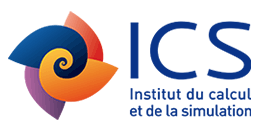 ICS
Institut du calcul
et de la simulation